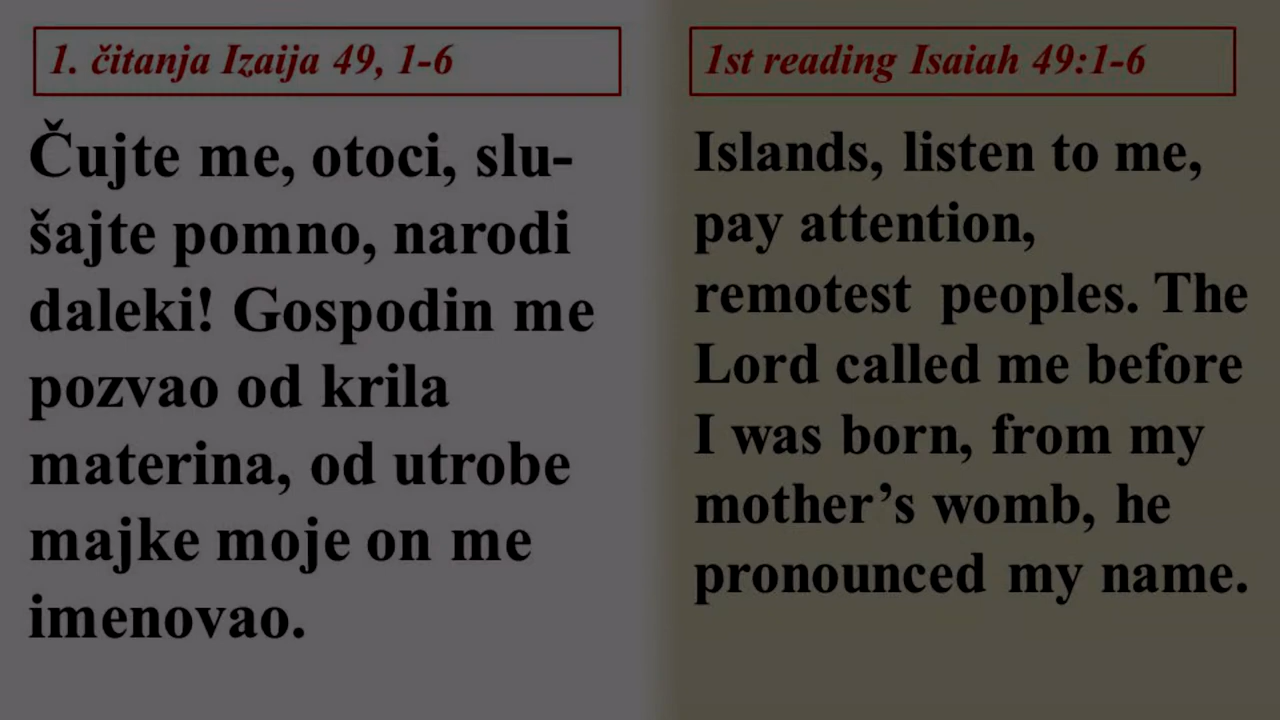 1. čitanja Izaija 49, 1-6
Čujte me, otoci, slu-
šajte pomno, narodi
daleki! Gospodin me
pozvao od krila
materina, od utrobe
majke moje on me
imenovao.
1st reading Isaiah 49:1-6
Islands, listen to me,
pay attention,
remotest peoples. The
Lord called me before
I was born, from my
mother’s womb, he
pronounced my name.